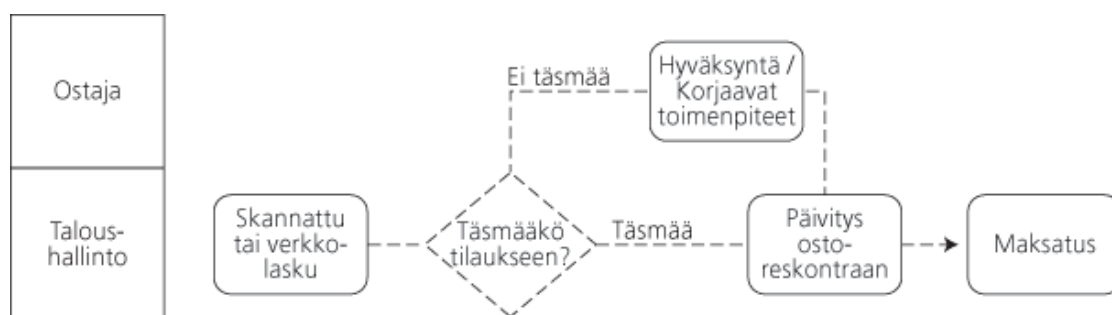 Ostaja
Ei täsmää
Hyväksyntä /
Korjaavat
toimenpiteet
Talous-
hallinto
Skannattu
tai verkko-
lasku
Täsmääkö
tilaukseen?
Täsmää
Päivitys
osto-
reskontraan
Maksatus